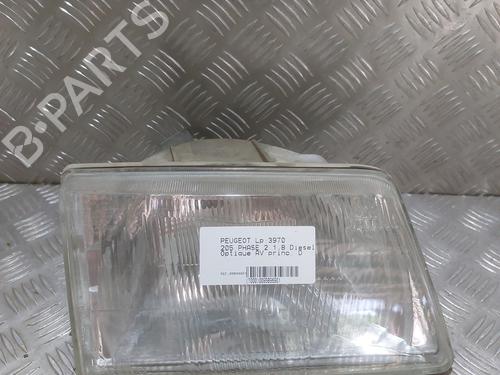 B-PARTS
PEUGEOT Lp 3970
205 PHASE 2 1.8 Diesel
Optique AV princ. D